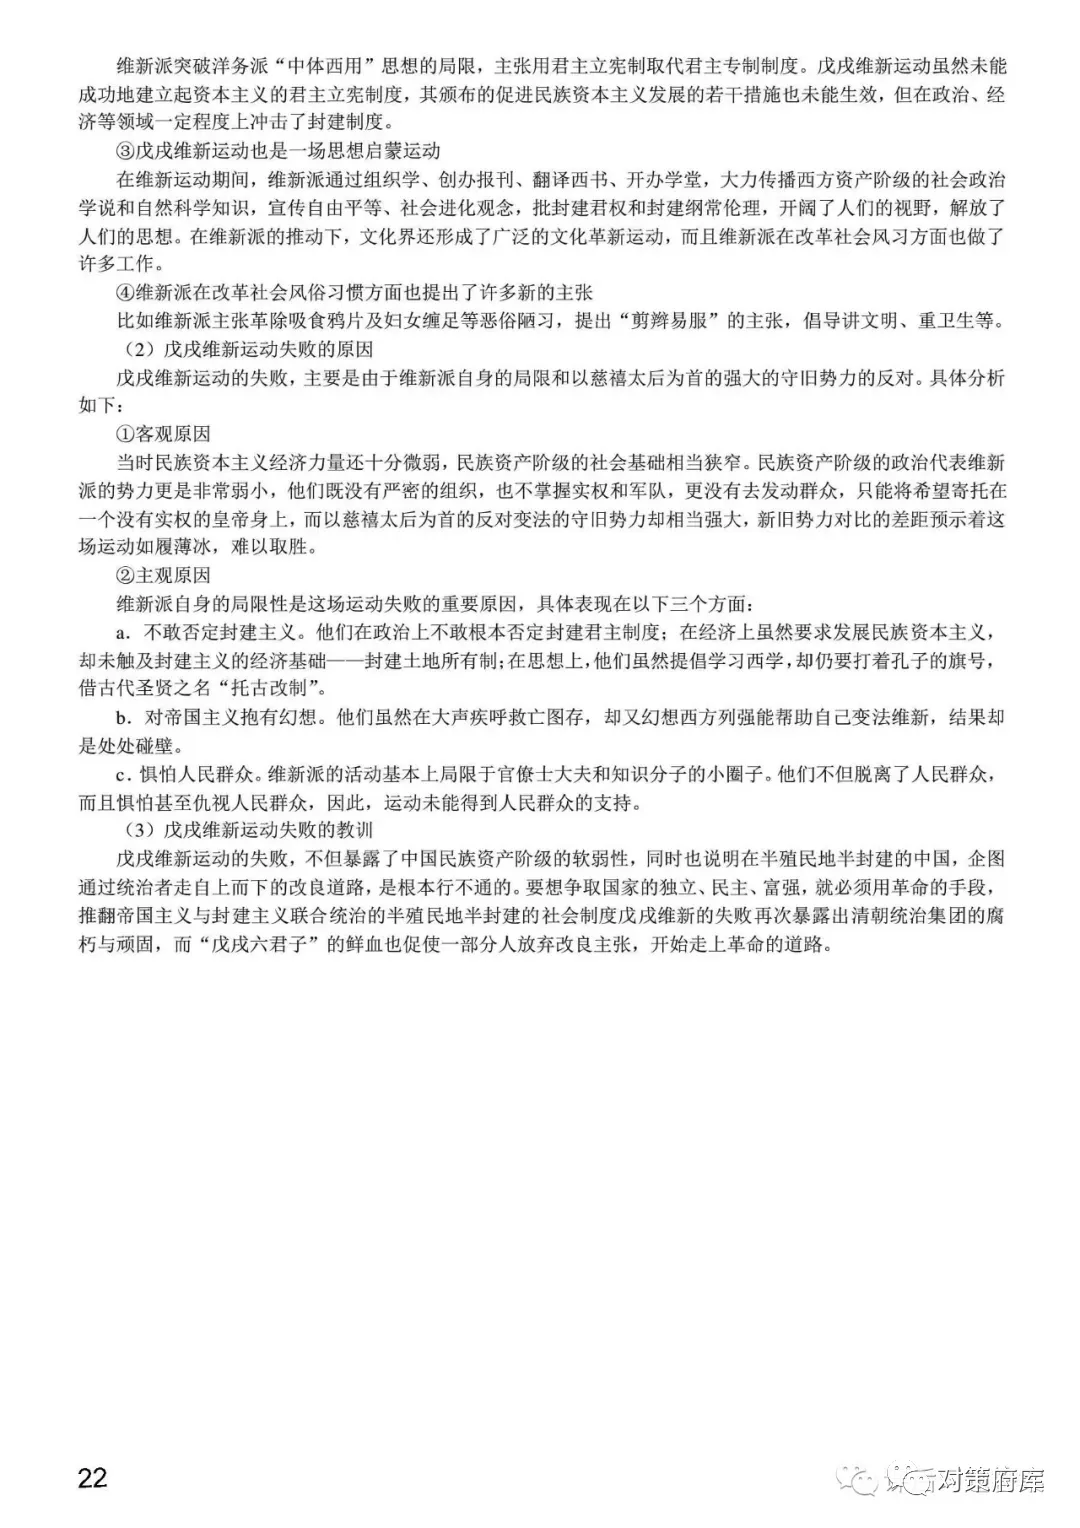 维新派突破洋务派“中体西用”思想的局限，主张用君主立宪制取代君主专制制度。戊戌维新运动虽然未能
成功地建立起资本主义的君主立宪制度，其颁布的促进民族资本主义发展的若干措施也未能生效，但在政治、经
济等领域一定程度上冲击了封建制度。
③戊戌维新运动也是一场思想启蒙运动
在维新运动期间，维新派通过组织学、创办报刊、翻译西书、开办学堂，大力传播西方资产阶级的社会政治
学说和自然科学知识，宣传自由平等、社会进化观念，批封建君权和封建纲常伦理，开阔了人们的视野，解放了
人们的思想。在维新派的推动下，文化界还形成了广泛的文化革新运动，而且维新派在改革社会风习方面也做了
许多工作。
④维新派在改革社会风俗习惯方面也提出了许多新的主张
比如维新派主张革除吸食鸦片及妇女缠足等恶俗陋习，提出“剪辫易服”的主张，倡导讲文明、重卫生等。
（2）戊戌维新运动失败的原因
戊戌维新运动的失败，主要是由于维新派自身的局限和以慈禧太后为首的强大的守旧势力的反对。具体分析
如下：
①客观原因
当时民族资本主义经济力量还十分微弱，民族资产阶级的社会基础相当狭窄。民族资产阶级的政治代表维新
派的势力更是非常弱小，他们既没有严密的组织，也不掌握实权和军队，更没有去发动群众，只能将希望寄托在
一个没有实权的皇帝身上，而以慈禧太后为首的反对变法的守旧势力却相当强大，新旧势力对比的差距预示着这
场运动如履薄冰，难以取胜。
②主观原因
维新派自身的局限性是这场运动失败的重要原因，具体表现在以下三个方面：
a．不敢否定封建主义。他们在政治上不敢根本否定封建君主制度；在经济上虽然要求发展民族资本主义，
却未触及封建主义的经济基础——封建土地所有制；在思想上，他们虽然提倡学习西学，却仍要打着孔子的旗号，
借古代圣贤之名“托古改制”。
b．对帝国主义抱有幻想。他们虽然在大声疾呼救亡图存，却又幻想西方列强能帮助自己变法维新，结果却
是处处碰壁。
c．惧怕人民群众。维新派的活动基本上局限于官僚士大夫和知识分子的小圈子。他们不但脱离了人民群众，
而且惧怕甚至仇视人民群众，因此，运动未能得到人民群众的支持。
（3）戊戌维新运动失败的教训
戊戌维新运动的失败，不但暴露了中国民族资产阶级的软弱性，同时也说明在半殖民地半封建的中国，企图
通过统治者走自上而下的改良道路，是根本行不通的。要想争取国家的独立、民主、富强，就必须用革命的手段，
推翻帝国主义与封建主义联合统治的半殖民地半封建的社会制度戊戌维新的失败再次暴露出清朝统治集团的腐
朽与顽固，而“戊戌六君子”的鲜血也促使一部分人放弃改良主张，开始走上革命的道路。
22
对策府库